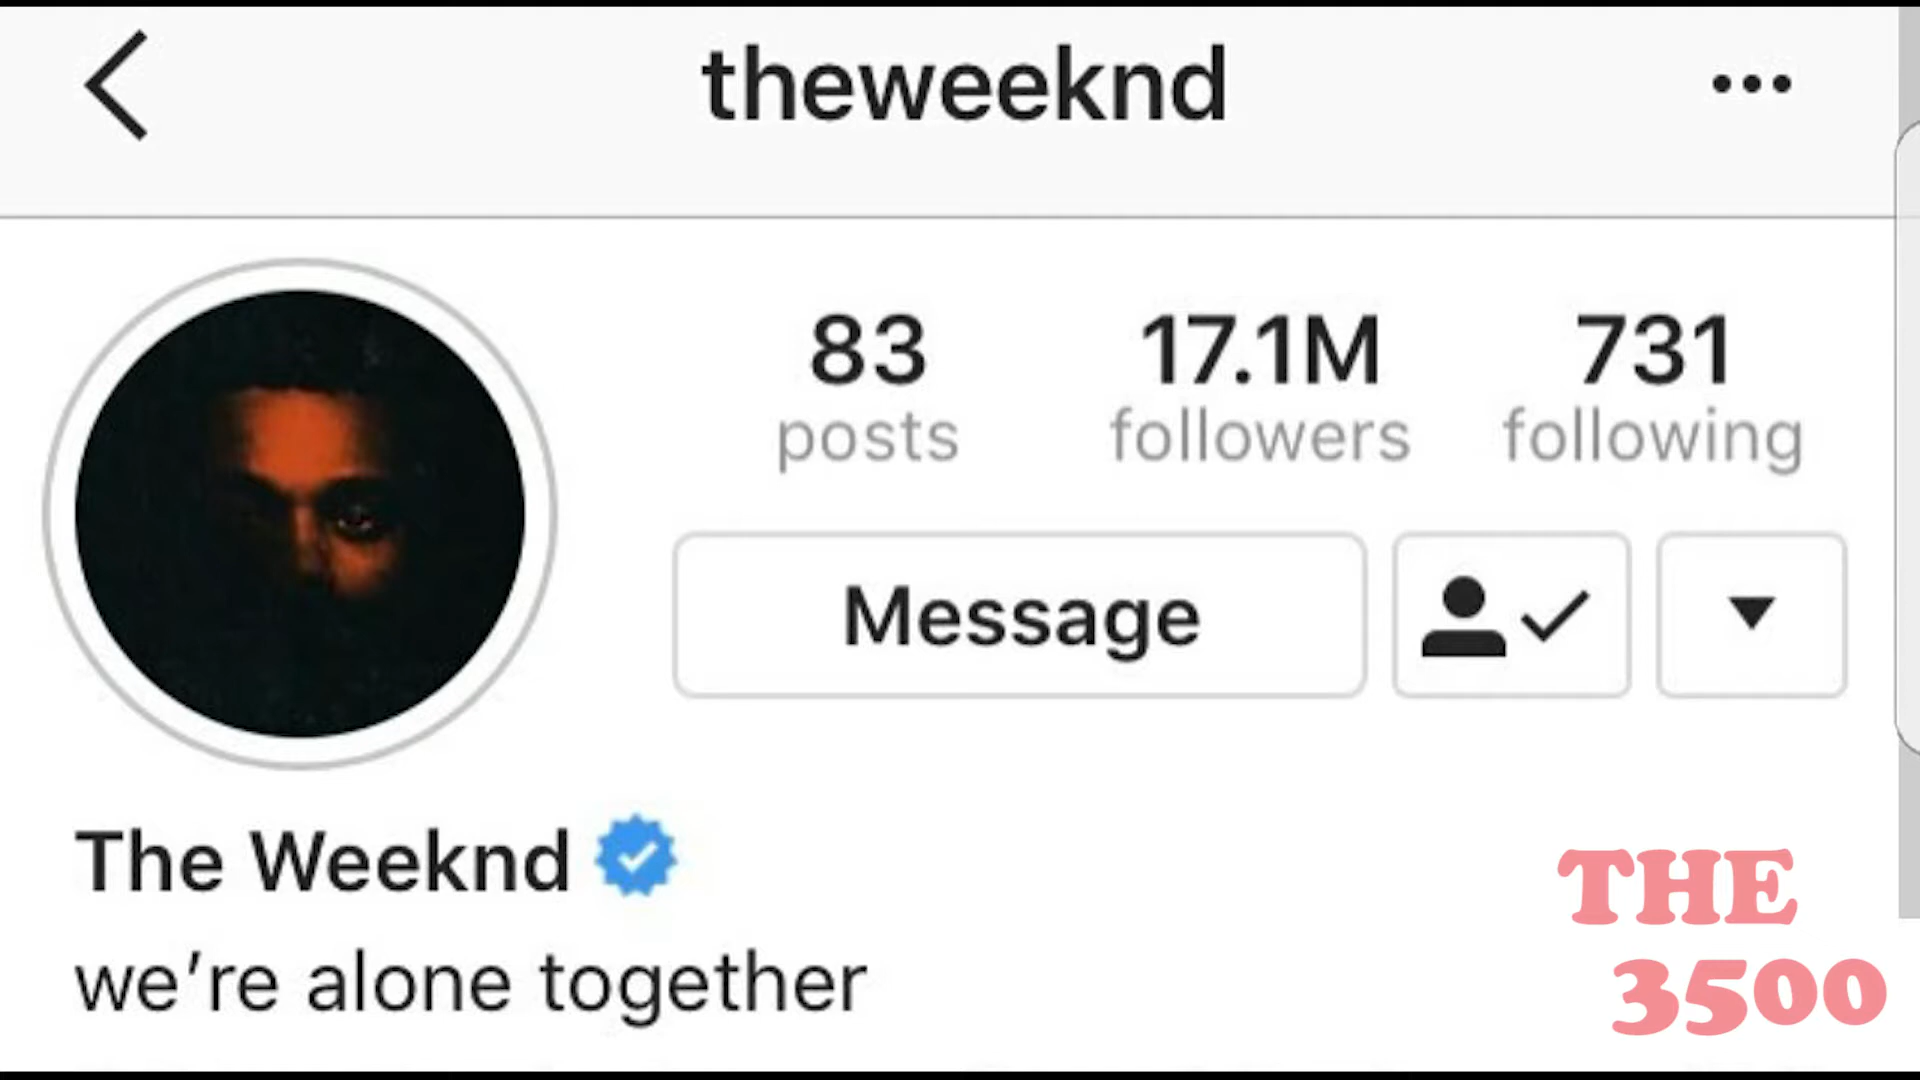 theweeknd
83 17.1M 731
posts followers following
Message
The Weeknd
we're alone together
THE
3500